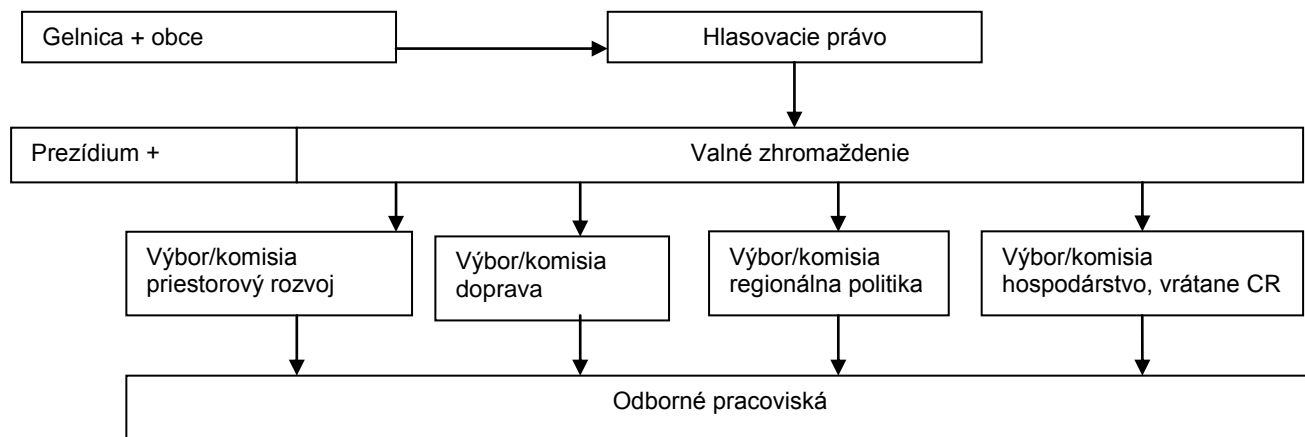 Gelnica + obce
Hlasovacie právo
Prezídium +
Valné zhromaždenie
Výbor/komisia
priestorový rozvoj
Výbor/komisia
doprava
Výbor/komisia
regionálna politika
Výbor/komisia
hospodárstvo, vrátane CR
Odborné pracoviská